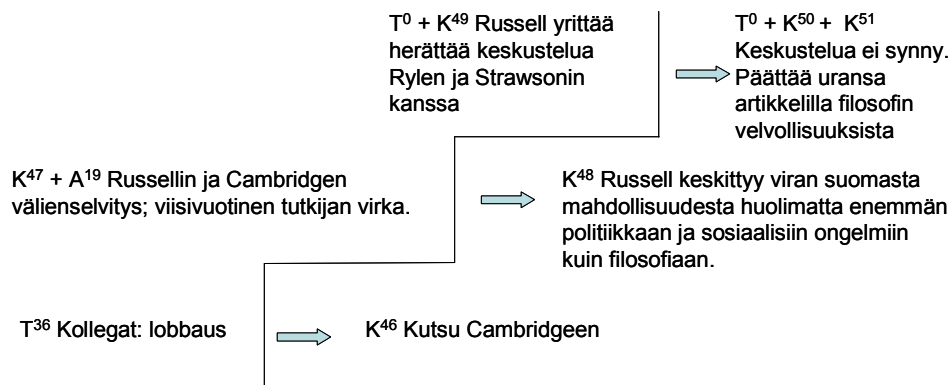 T⁰ + K⁴⁹ Russell yrittää
herättää keskustelua
Rylen ja Strawsonin
kanssa
T⁰ + K⁵⁰ + K⁵¹
Keskustelua ei synny.
Päättää uransa
artikkelilla filosofin
velvollisuuksista
K⁴⁷ + A¹⁹ Russellin ja Cambridgen
välienselvitys; viisivuotinen tutkijan virka.
K⁴⁸ Russell keskittyy viran suomasta
mahdollisuudesta huolimatta enemmän
politiikkaan ja sosiaalisiin ongelmiin
kuin filosofiaan.
T³⁶ Kollegat: lobbaus
K⁴⁶ Kutsu Cambridgeen